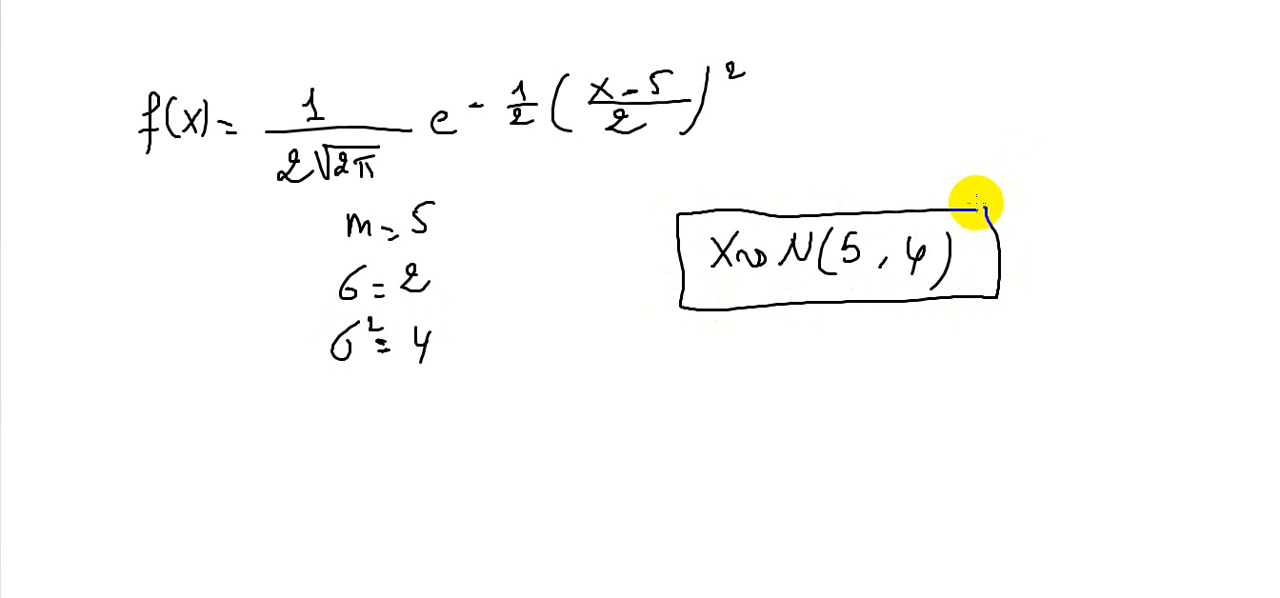 f(x) = 1 / 2√2π e^ - 1/2 ( x - 5 / 2 )^2
m = 5
σ = 2
σ² = 4
X ~ N(5, 4)